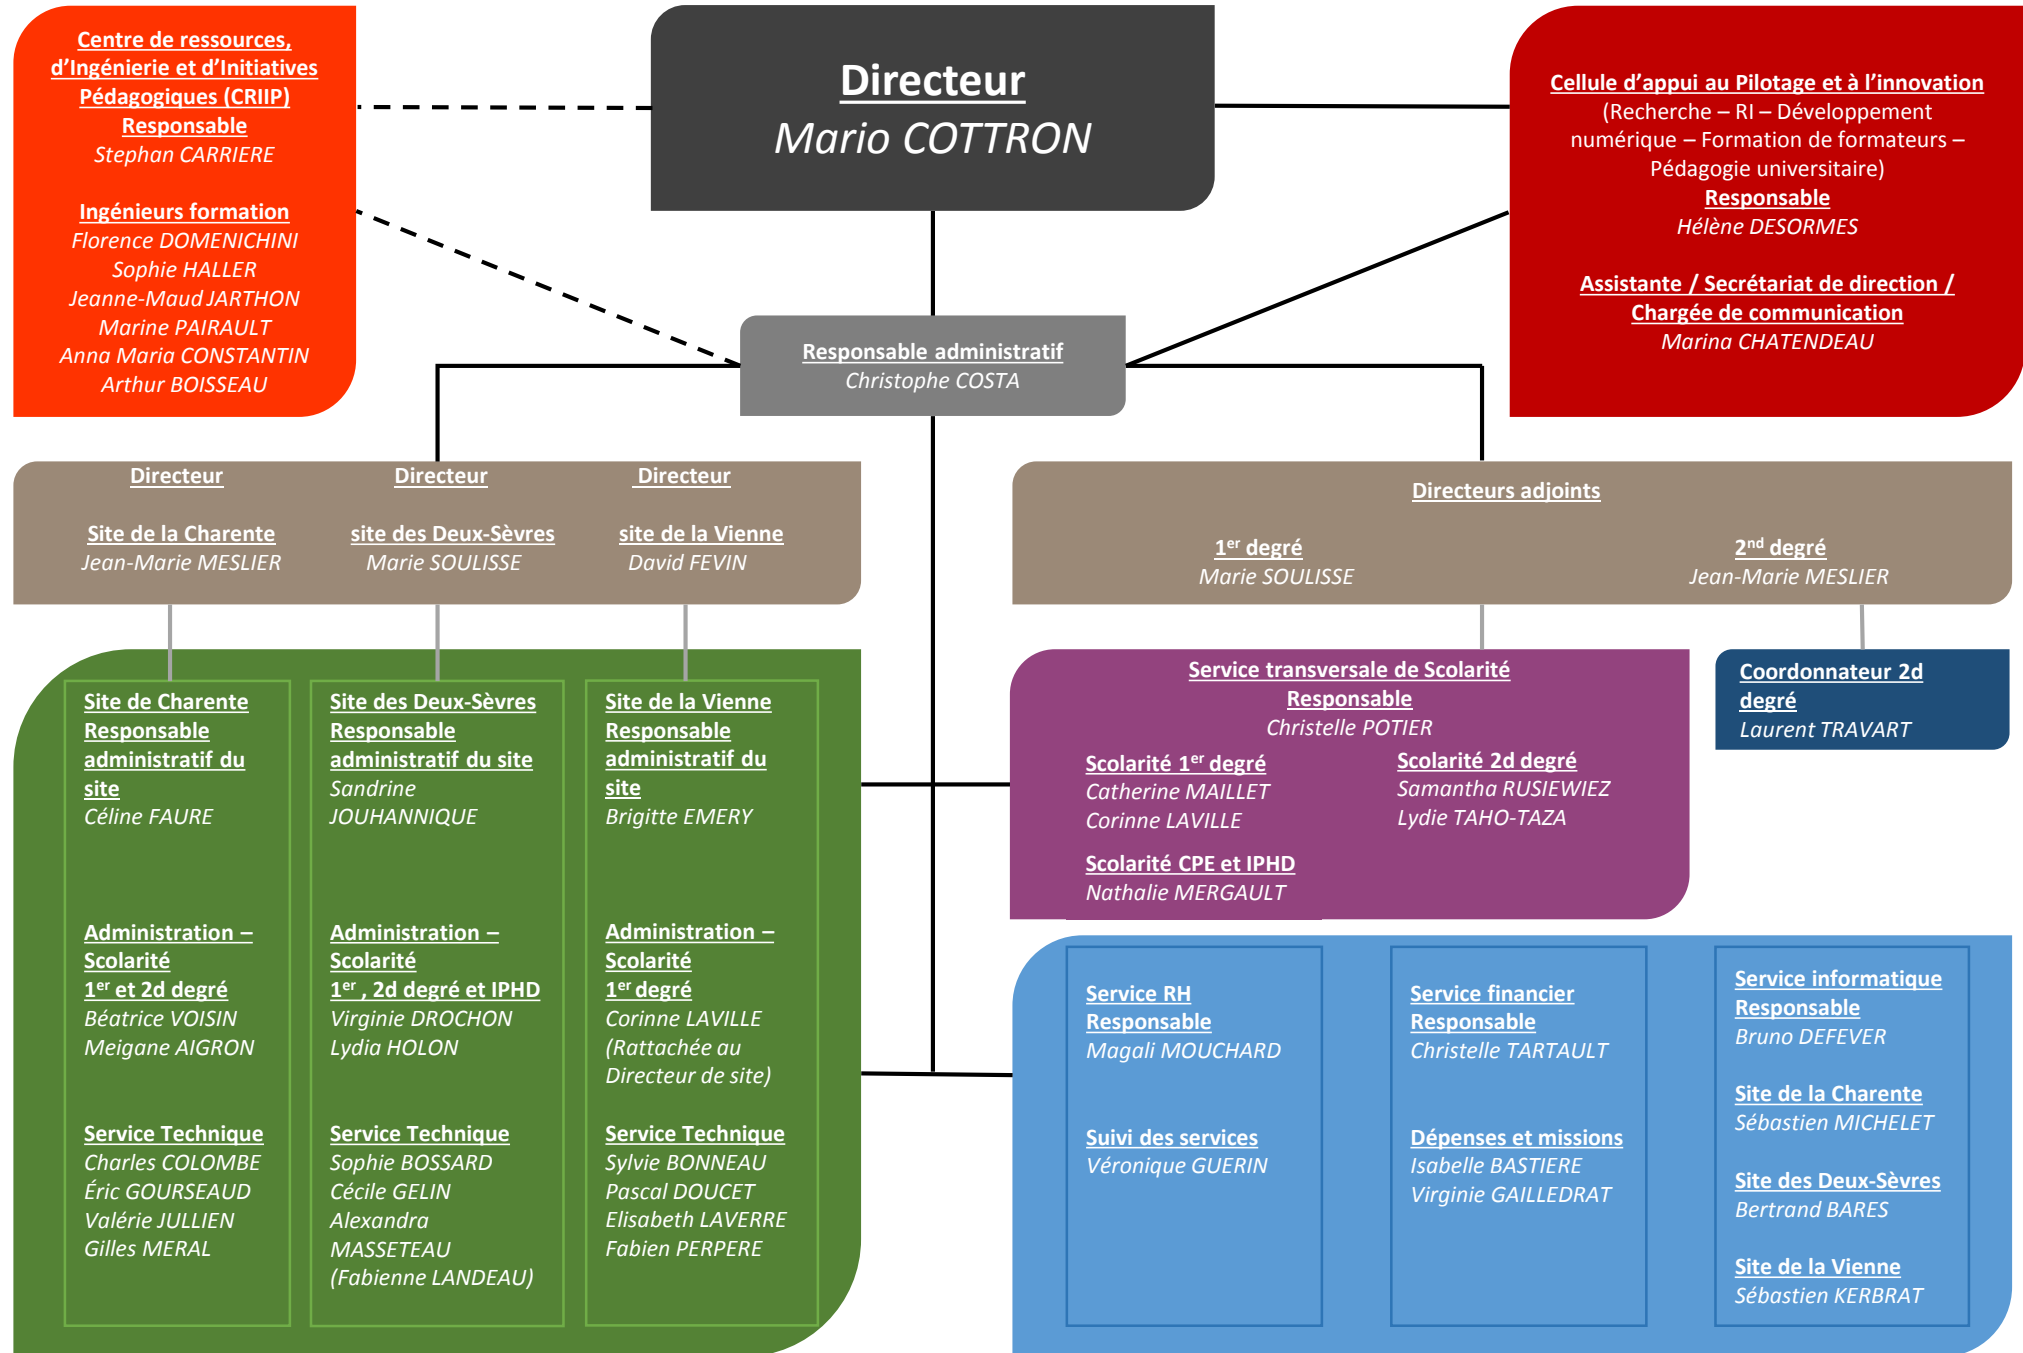 Centre de ressources,
d’Ingénierie et d’Initiatives
Pédagogiques (CRIIP)
Responsable
Stephan CARRIERE
Ingénieurs formation
Florence DOMENICHINI
Sophie HALLER
Jeanne-Maud JARTHON
Marine PAIRAULT
Anna Maria CONSTANTIN
Arthur BOISSEAU
Directeur
Mario COTTRON
Cellule d’appui au Pilotage et à l’innovation
(Recherche – RI – Développement
numérique – Formation de formateurs –
Pédagogie universitaire)
Responsable
Hélène DESORMES
Assistante / Secrétariat de direction /
Chargée de communication
Marina CHATENDEAU
Responsable administratif
Christophe COSTA
Directeur
Site de la Charente
Jean-Marie MESLIER
Directeur
site des Deux-Sèvres
Marie SOULISSE
Directeur
site de la Vienne
David FEVIN
Directeurs adjoints
1er degré
Marie SOULISSE
2nd degré
Jean-Marie MESLIER
Site de Charente
Responsable
administratif du
site
Céline FAURE
Administration –
Scolarité
1er et 2d degré
Béatrice VOISIN
Meigane AIGRON
Service Technique
Charles COLOMBE
Éric GOURSEAUD
Valérie JULLIEN
Gilles MERAL
Site des Deux-Sèvres
Responsable
administratif du site
Sandrine
JOUHANNIQUE
Administration –
Scolarité
1er , 2d degré et IPHD
Virginie DROCHON
Lydia HOLON
Service Technique
Sophie BOSSARD
Cécile GELIN
Alexandra
MASSETEAU
(Fabienne LANDEAU)
Site de la Vienne
Responsable
administratif du
site
Brigitte EMERY
Administration –
Scolarité
1er degré
Corinne LAVILLE
(Rattachée au
Directeur de site)
Service Technique
Sylvie BONNEAU
Pascal DOUCET
Elisabeth LAVERRE
Fabien PERPERE
Service transversale de Scolarité
Responsable
Christelle POTIER
Scolarité 1er degré
Catherine MAILLET
Corinne LAVILLE
Scolarité CPE et IPHD
Nathalie MERGAULT
Scolarité 2d degré
Samantha RUSIEWIEZ
Lydie TAHO-TAZA
Coordonnateur 2d
degré
Laurent TRAVART
Service RH
Responsable
Magali MOUCHARD
Suivi des services
Véronique GUERIN
Service financier
Responsable
Christelle TARTAULT
Dépenses et missions
Isabelle BASTIERE
Virginie GAILLEDRAT
Service informatique
Responsable
Bruno DEFEVER
Site de la Charente
Sébastien MICHELET
Site des Deux-Sèvres
Bertrand BARES
Site de la Vienne
Sébastien KERBRAT